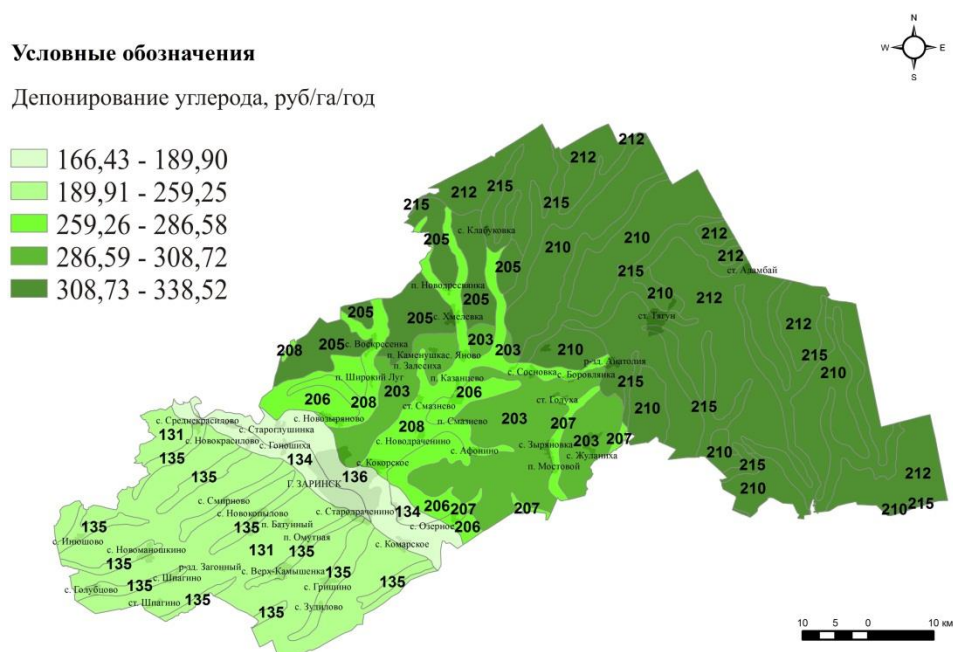 Условные обозначения
Депонирование углерода, руб/га/год
166,43 - 189,90
189,91 - 259,25
259,26 - 286,58
286,59 - 308,72
308,73 - 338,52
N
W E
S
212
212
212 215
215 215
205 с. Клабуковка 210 210 212
205 215 212
ст. Адамбай
п. Новодресвянка
205 210 212
205 205 с. Хмелевка ст. Тягун 212
205 с. Воскресенка 203
208 п. Каменушка с. Яново 203 210 215
п. Залесиха р-зд. Анатолия 210
п. Широкий Луг п. Казанцево с. Сосновка с. Боровлянка 215
206 208 203 206 ст. Голуха 210 215
ст. Смазнево
с. Новозыряново п. Смазнево 203 207
с. Среднекрасилово с. Староглушинка 208
131 с. Новокрасилово с. Новодраченино с. Зыряновка 203 207
с. Гоношиха с. Афонино с. Жуланиха 210
135 134 с. Кокорское п. Мостовой 215
135 Г. ЗАРИНСК 136 212
с. Смирново 210
с. Новокопылово с. Стародраченино 134 206 207 207 210 215
135 135 п. Батунный с. Озерное 206
с. Инюшово п. Омутная
с. Новоманошкино 131 135 с. Комарское
135 р-зд. Загонный с. Верх-Камышенка 135
с. Голубцово 135 с. Шпагино с. Гришино 135
ст. Шпагино 135 135 с. Зудилово
10 5 0 10 км